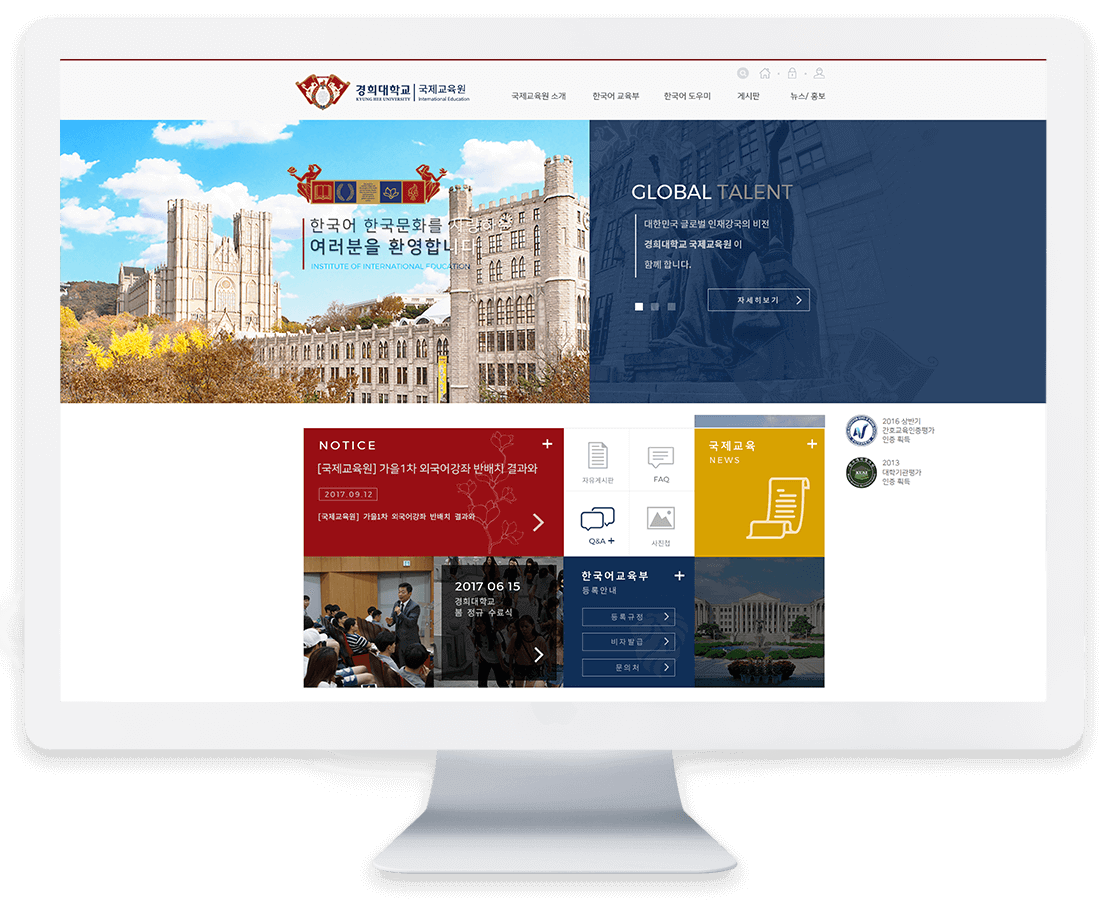 경희대학교
KYUNG HEE UNIVERSITY
국제교육원
International Education
국제교육원 소개
한국어 교육부
한국어 도우미
게시판
뉴스/ 홍보
한국어 한국문화를 사랑하는
여러분을 환영합니다
INSTITUTE OF INTERNATIONAL EDUCATION
GLOBAL TALENT
대한민국 글로벌 인재강국의 비전
경희대학교 국제교육원 이
함께 합니다.
자세히보기
NOTICE
[국제교육원] 가을1차 외국어강좌 반배치 결과와
2017.09.12
[국제교육원] 가을1차 외국어강좌 반배치 결과와
자유게시판
FAQ
Q&A +
사진첩
국제교육
NEWS
2016 상반기
간호교육인증평가
인증 획득
2013
대학기관평가
인증 획득
2017 06 15
경희대학교
봄 정규 수료식
한국어교육부
등록안내
등록규정
비자발급
문의처